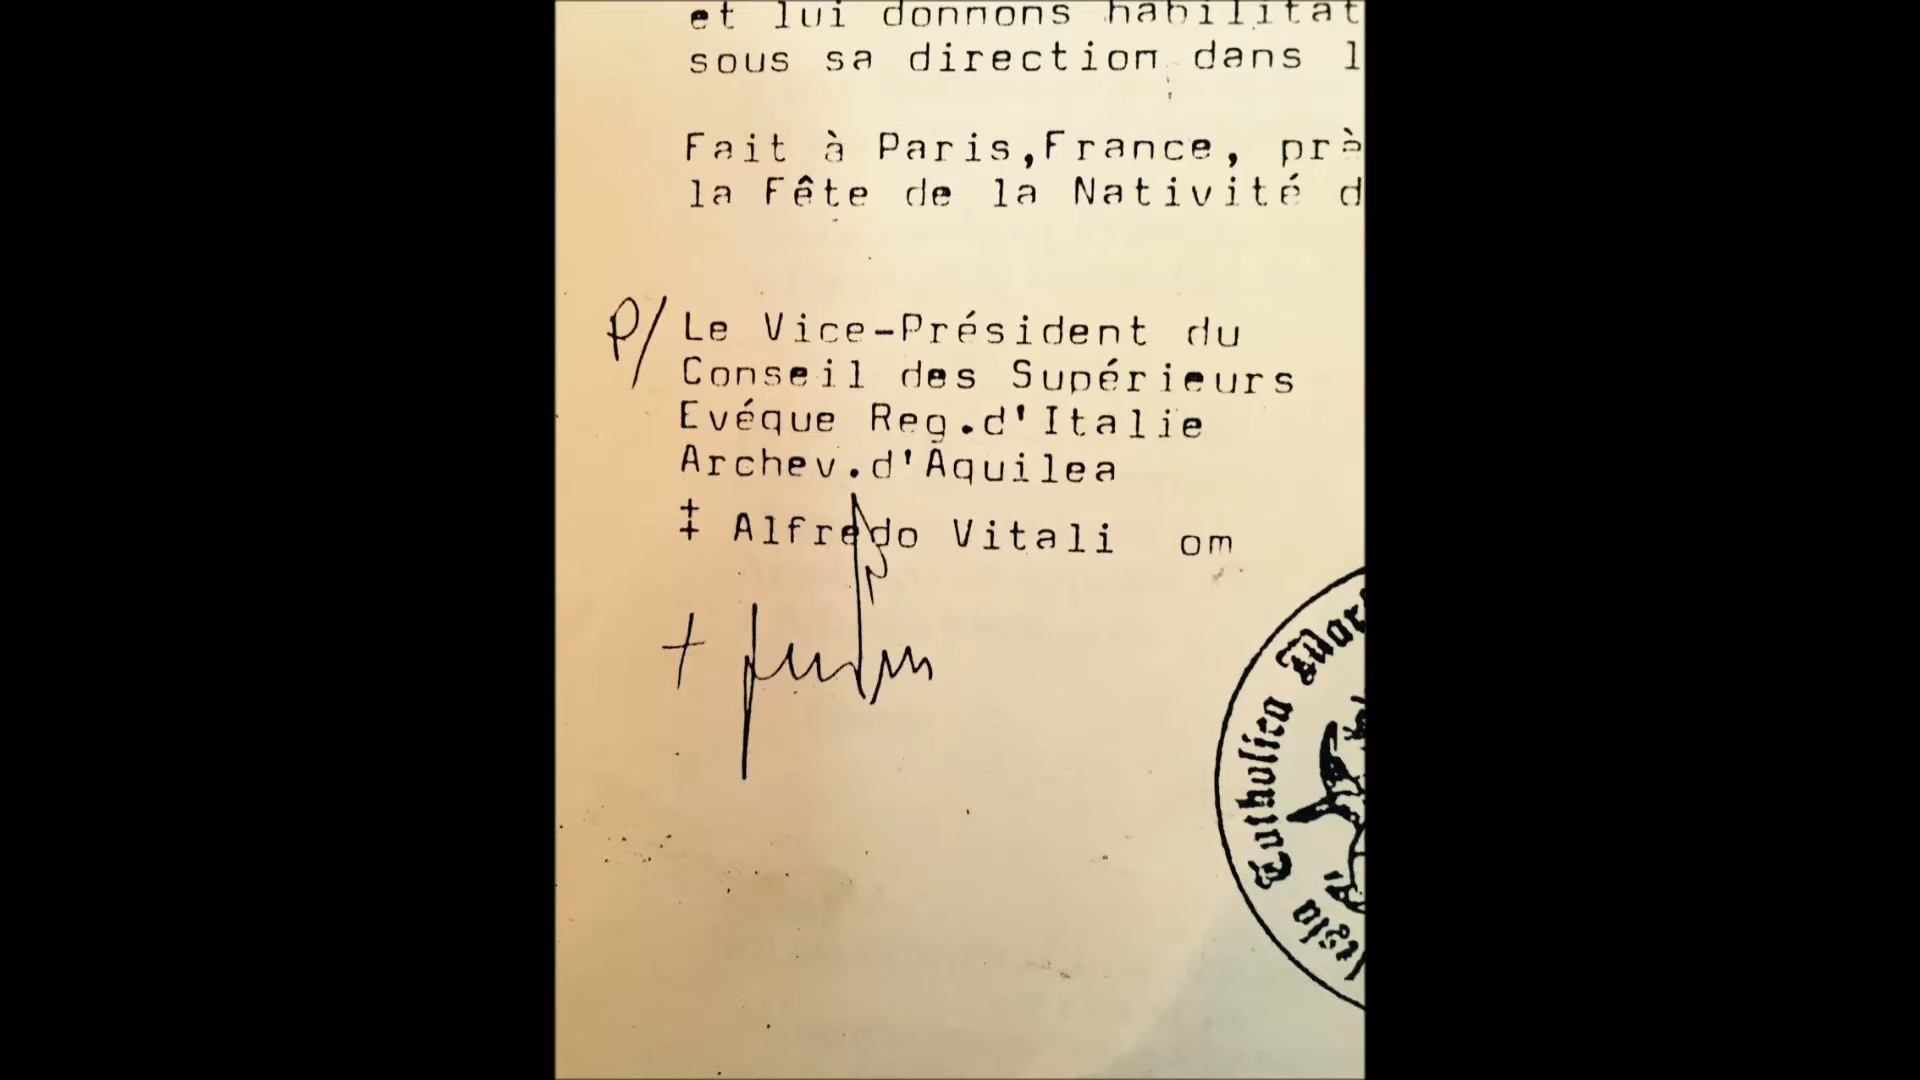 et lui donnons habilitat
sous sa direction dans l
Fait à Paris,France, prè
la Fête de la Nativité d
P/ Le Vice-Président du
Conseil des Supérieurs
Evéque Reg.d'Italie
Archev.d'Aquilea
‡ Alfredo Vitali om
+
Catholica